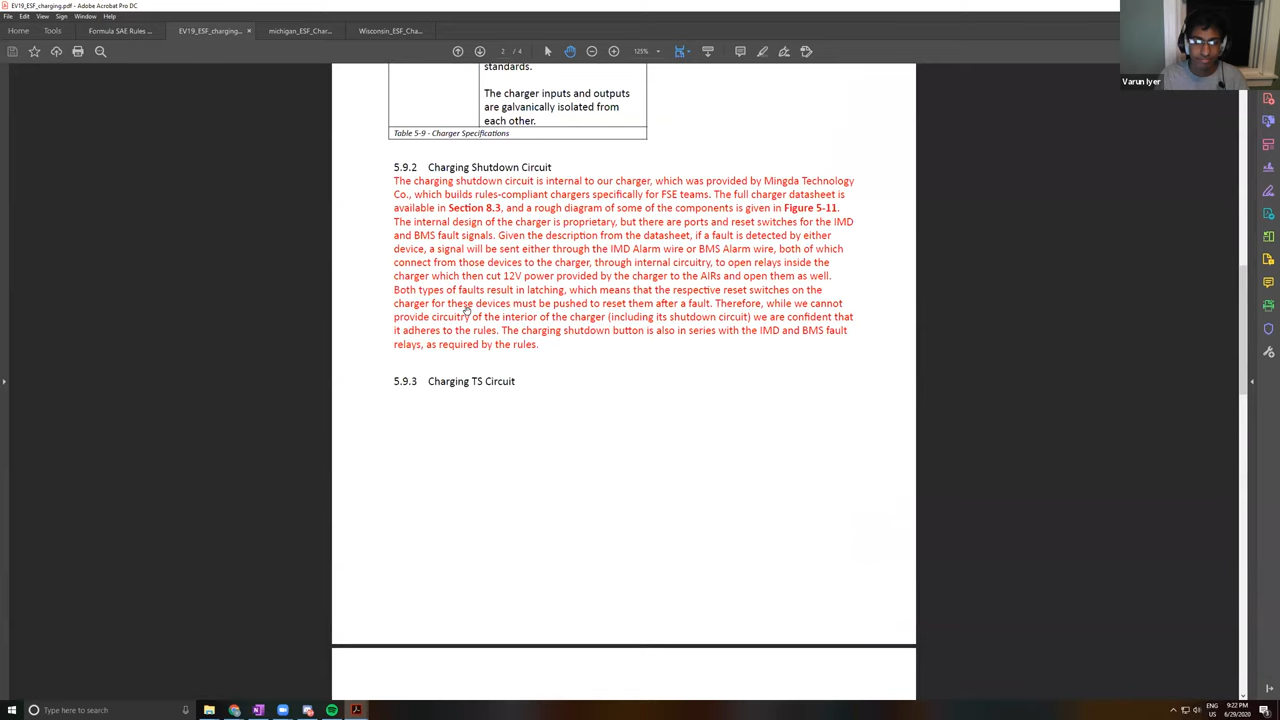 EV19_ESF_charging.pdf - Adobe Acrobat Pro DC
File Edit View Sign Window Help
Home Tools Formula SAE Rules ... EV19_ESF_charging... × michigan_ESF_Char... Wisconsin_ESF_Cha...
2 / 4 125%
Varun Iyer
standards.
The charger inputs and outputs
are galvanically isolated from
each other.
Table 5-9 - Charger Specifications
5.9.2 Charging Shutdown Circuit
The charging shutdown circuit is internal to our charger, which was provided by Mingda Technology
Co., which builds rules-compliant chargers specifically for FSE teams. The full charger datasheet is
available in Section 8.3, and a rough diagram of some of the components is given in Figure 5-11.
The internal design of the charger is proprietary, but there are ports and reset switches for the IMD
and BMS fault signals. Given the description from the datasheet, if a fault is detected by either
device, a signal will be sent either through the IMD Alarm wire or BMS Alarm wire, both of which
connect from those devices to the charger, through internal circuitry, to open relays inside the
charger which then cut 12V power provided by the charger to the AIRs and open them as well.
Both types of faults result in latching, which means that the respective reset switches on the
charger for these devices must be pushed to reset them after a fault. Therefore, while we cannot
provide circuitry of the interior of the charger (including its shutdown circuit) we are confident that
it adheres to the rules. The charging shutdown button is also in series with the IMD and BMS fault
relays, as required by the rules.
5.9.3 Charging TS Circuit
Type here to search
ENG
US
9:22 PM
6/29/2020